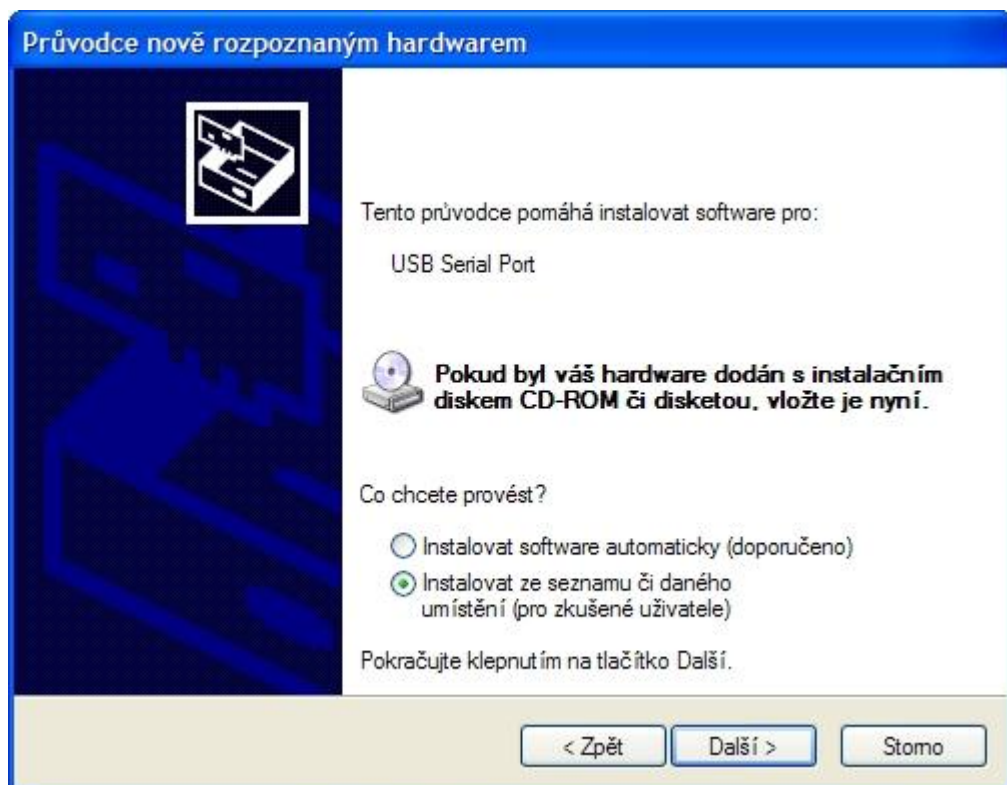 Průvodce nově rozpoznaným hardwarem
Tento průvodce pomáhá instalovat software pro:
USB Serial Port
Pokud byl váš hardware dodán s instalačním
diskem CD-ROM či disketou, vložte je nyní.
Co chcete provést?
Instalovat software automaticky (doporučeno)
Instalovat ze seznamu či daného
umístění (pro zkušené uživatele)
Pokračujte klepnutím na tlačítko Další.
< Zpět
Další >
Storno